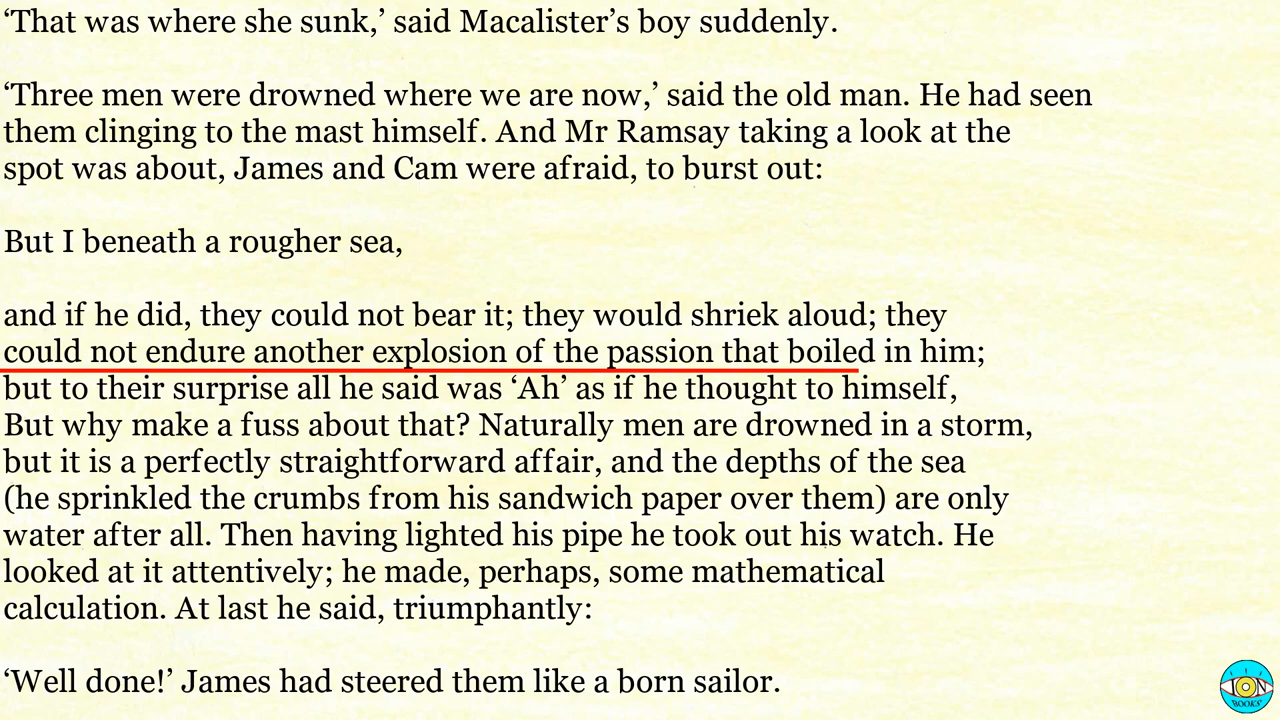 ‘That was where she sunk,’ said Macalister’s boy suddenly.
‘Three men were drowned where we are now,’ said the old man. He had seen
them clinging to the mast himself. And Mr Ramsay taking a look at the
spot was about, James and Cam were afraid, to burst out:
But I beneath a rougher sea,
and if he did, they could not bear it; they would shriek aloud; they
could not endure another explosion of the passion that boiled in him;
but to their surprise all he said was ‘Ah’ as if he thought to himself,
But why make a fuss about that? Naturally men are drowned in a storm,
but it is a perfectly straightforward affair, and the depths of the sea
(he sprinkled the crumbs from his sandwich paper over them) are only
water after all. Then having lighted his pipe he took out his watch. He
looked at it attentively; he made, perhaps, some mathematical
calculation. At last he said, triumphantly:
‘Well done!’ James had steered them like a born sailor.
ION
BOOKS